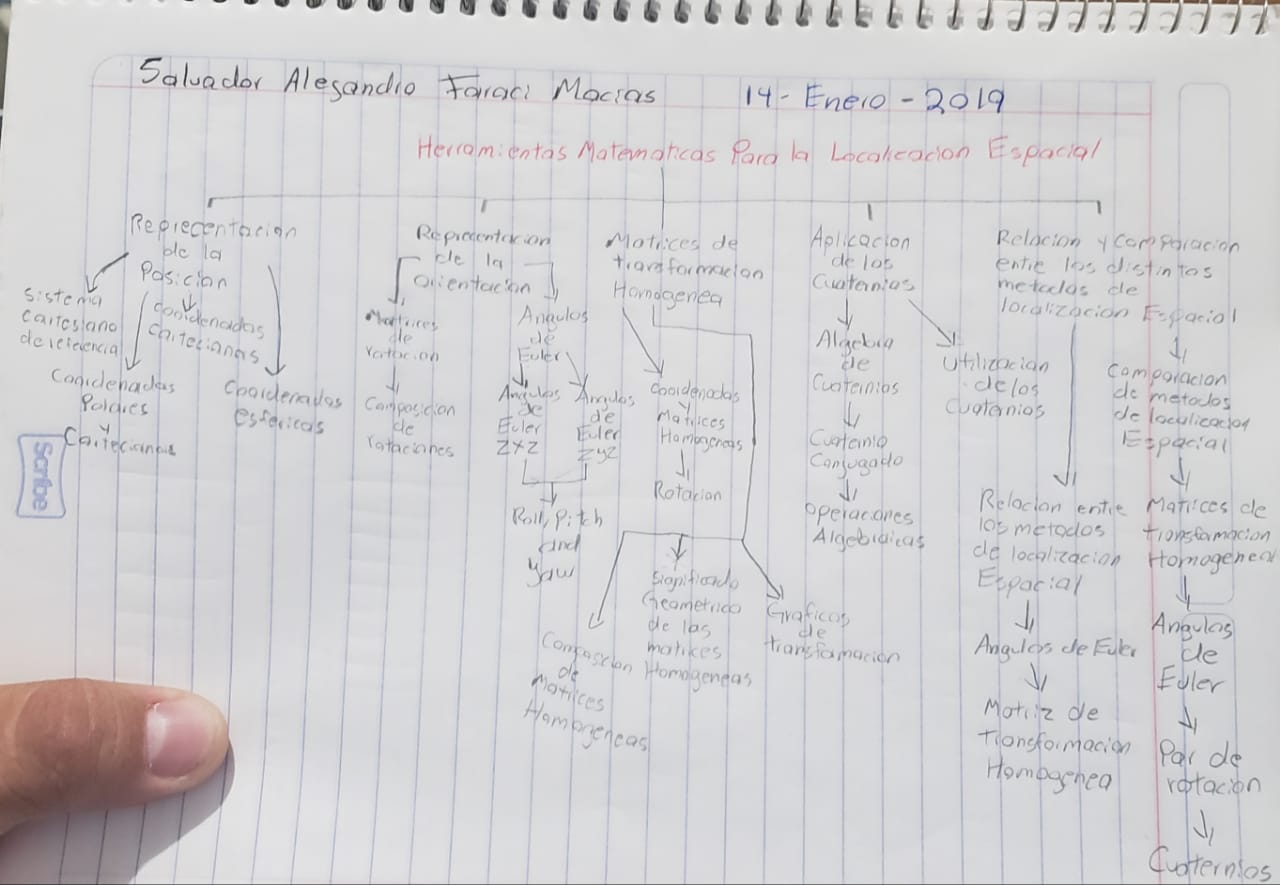 Salvador Alesandro Faraci Macias 14-Enero-2019
Herramientas Matematicas Para la Localicacion Espacial
Reprecentacion
de la
Posicion
Sistema
cartesiano
de referencia
Coordenadas
Polares
y
Cartecianas
coordenadas
cartecianas
Coordenadas
esfericas
Reprecentacion
de la
orientacion
Matrices
de
rotacion
Composicion
de
rotaciones
Angulos
de
Euler
Angulos
de
Euler
ZXZ
Angulos
de
Euler
ZYZ
Roll, Pitch
and
Yaw
Matrices de
transformacion
Homogenea
Coordenadas
y
Matrices
Homogeneas
Rotacion
Composicion
de
Matrices
Homogeneas
Significado
Geometrico
de las
matrices
Homogeneas
Graficos
de
transformacion
Aplicacion
de los
Cuaternios
Algebra
de
Cuaternios
Cuaternio
Conjugado
Operaciones
Algebraicas
Utilizacion
de los
Cuaternios
Relacion y Comparacion
entre los distintos
metodos de
localizacion Espacial
Relacion entre
los metodos
de localizacion
Espacial
Angulos de Euler
Matriz de
Transformacion
Homogenea
Comparacion
de metodos
de localizacion
Espacial
Matrices de
transformacion
Homogenea
Angulos
de
Euler
Par de
rotacion
Cuaternios
Scribe